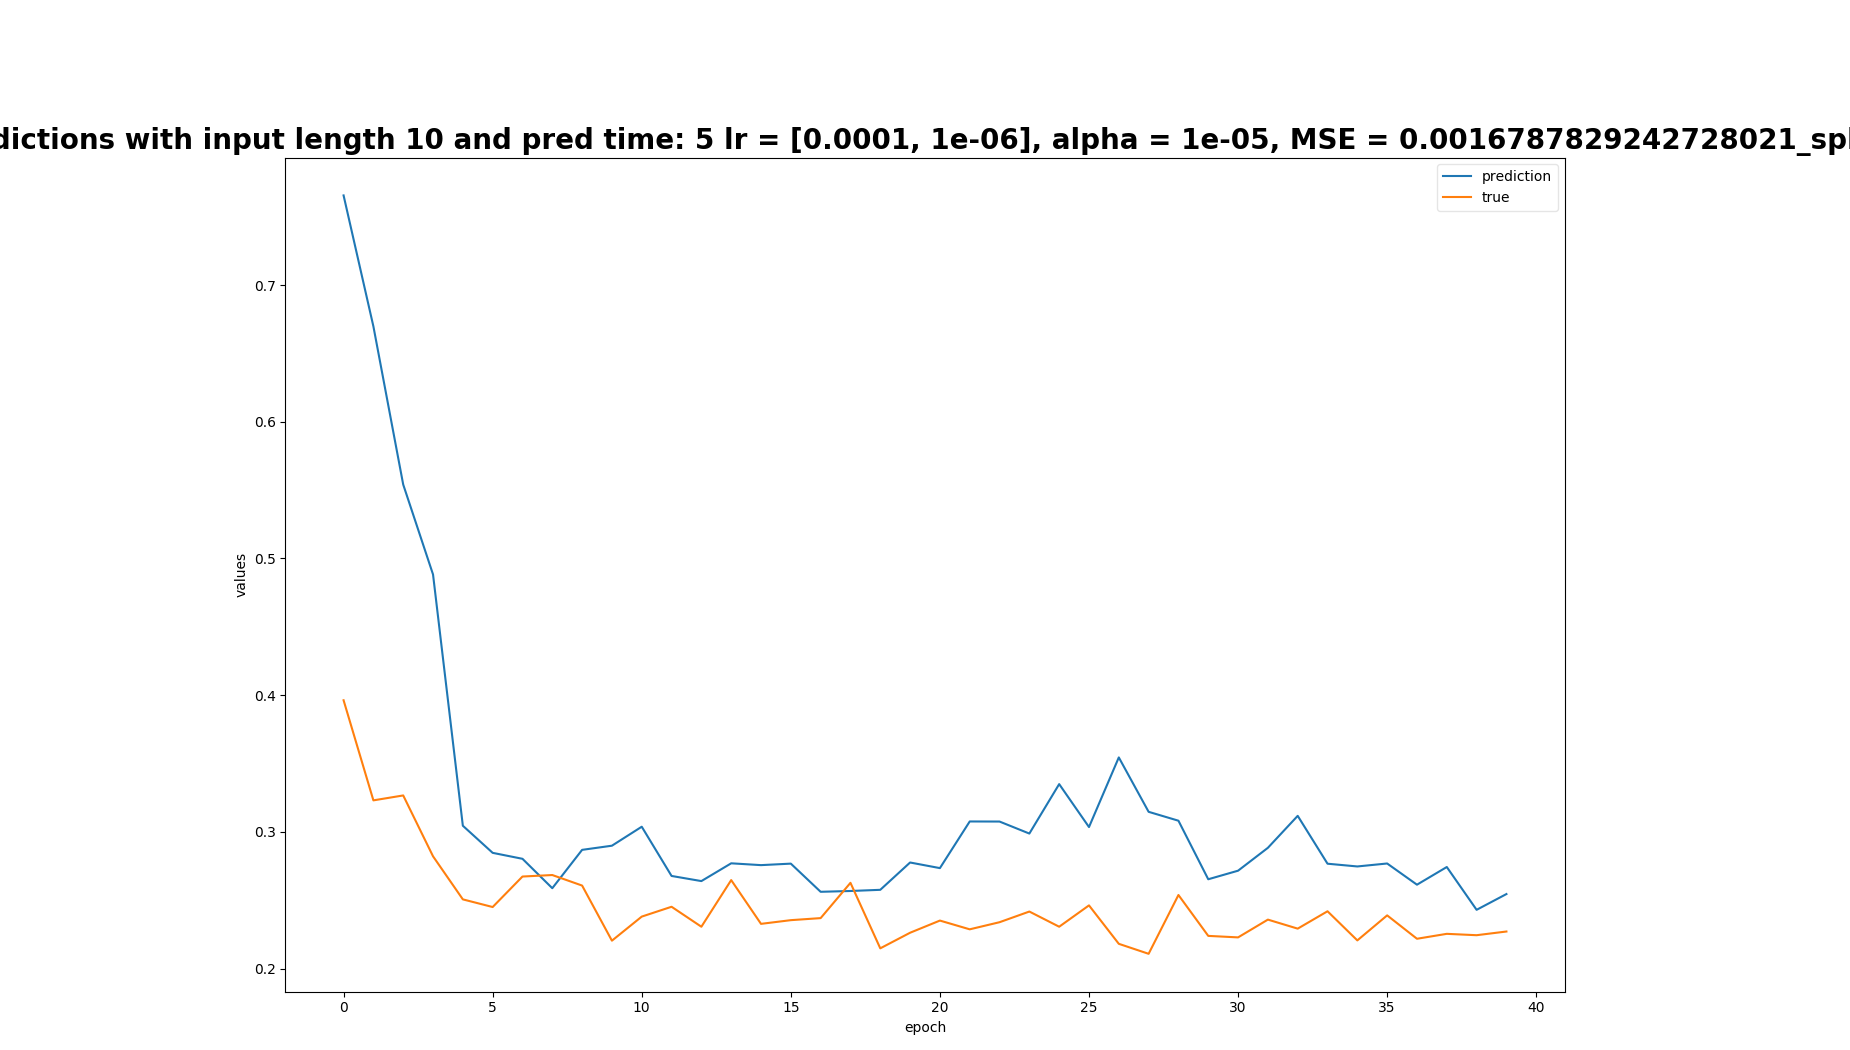 dictions with input length 10 and pred time: 5 lr = [0.0001, 1e-06], alpha = 1e-05, MSE = 0.0016787829242728021_spl
prediction
true
0.7
0.6
0.5
0.4
0.3
0.2
values
0 5 10 15 20 25 30 35 40
epoch